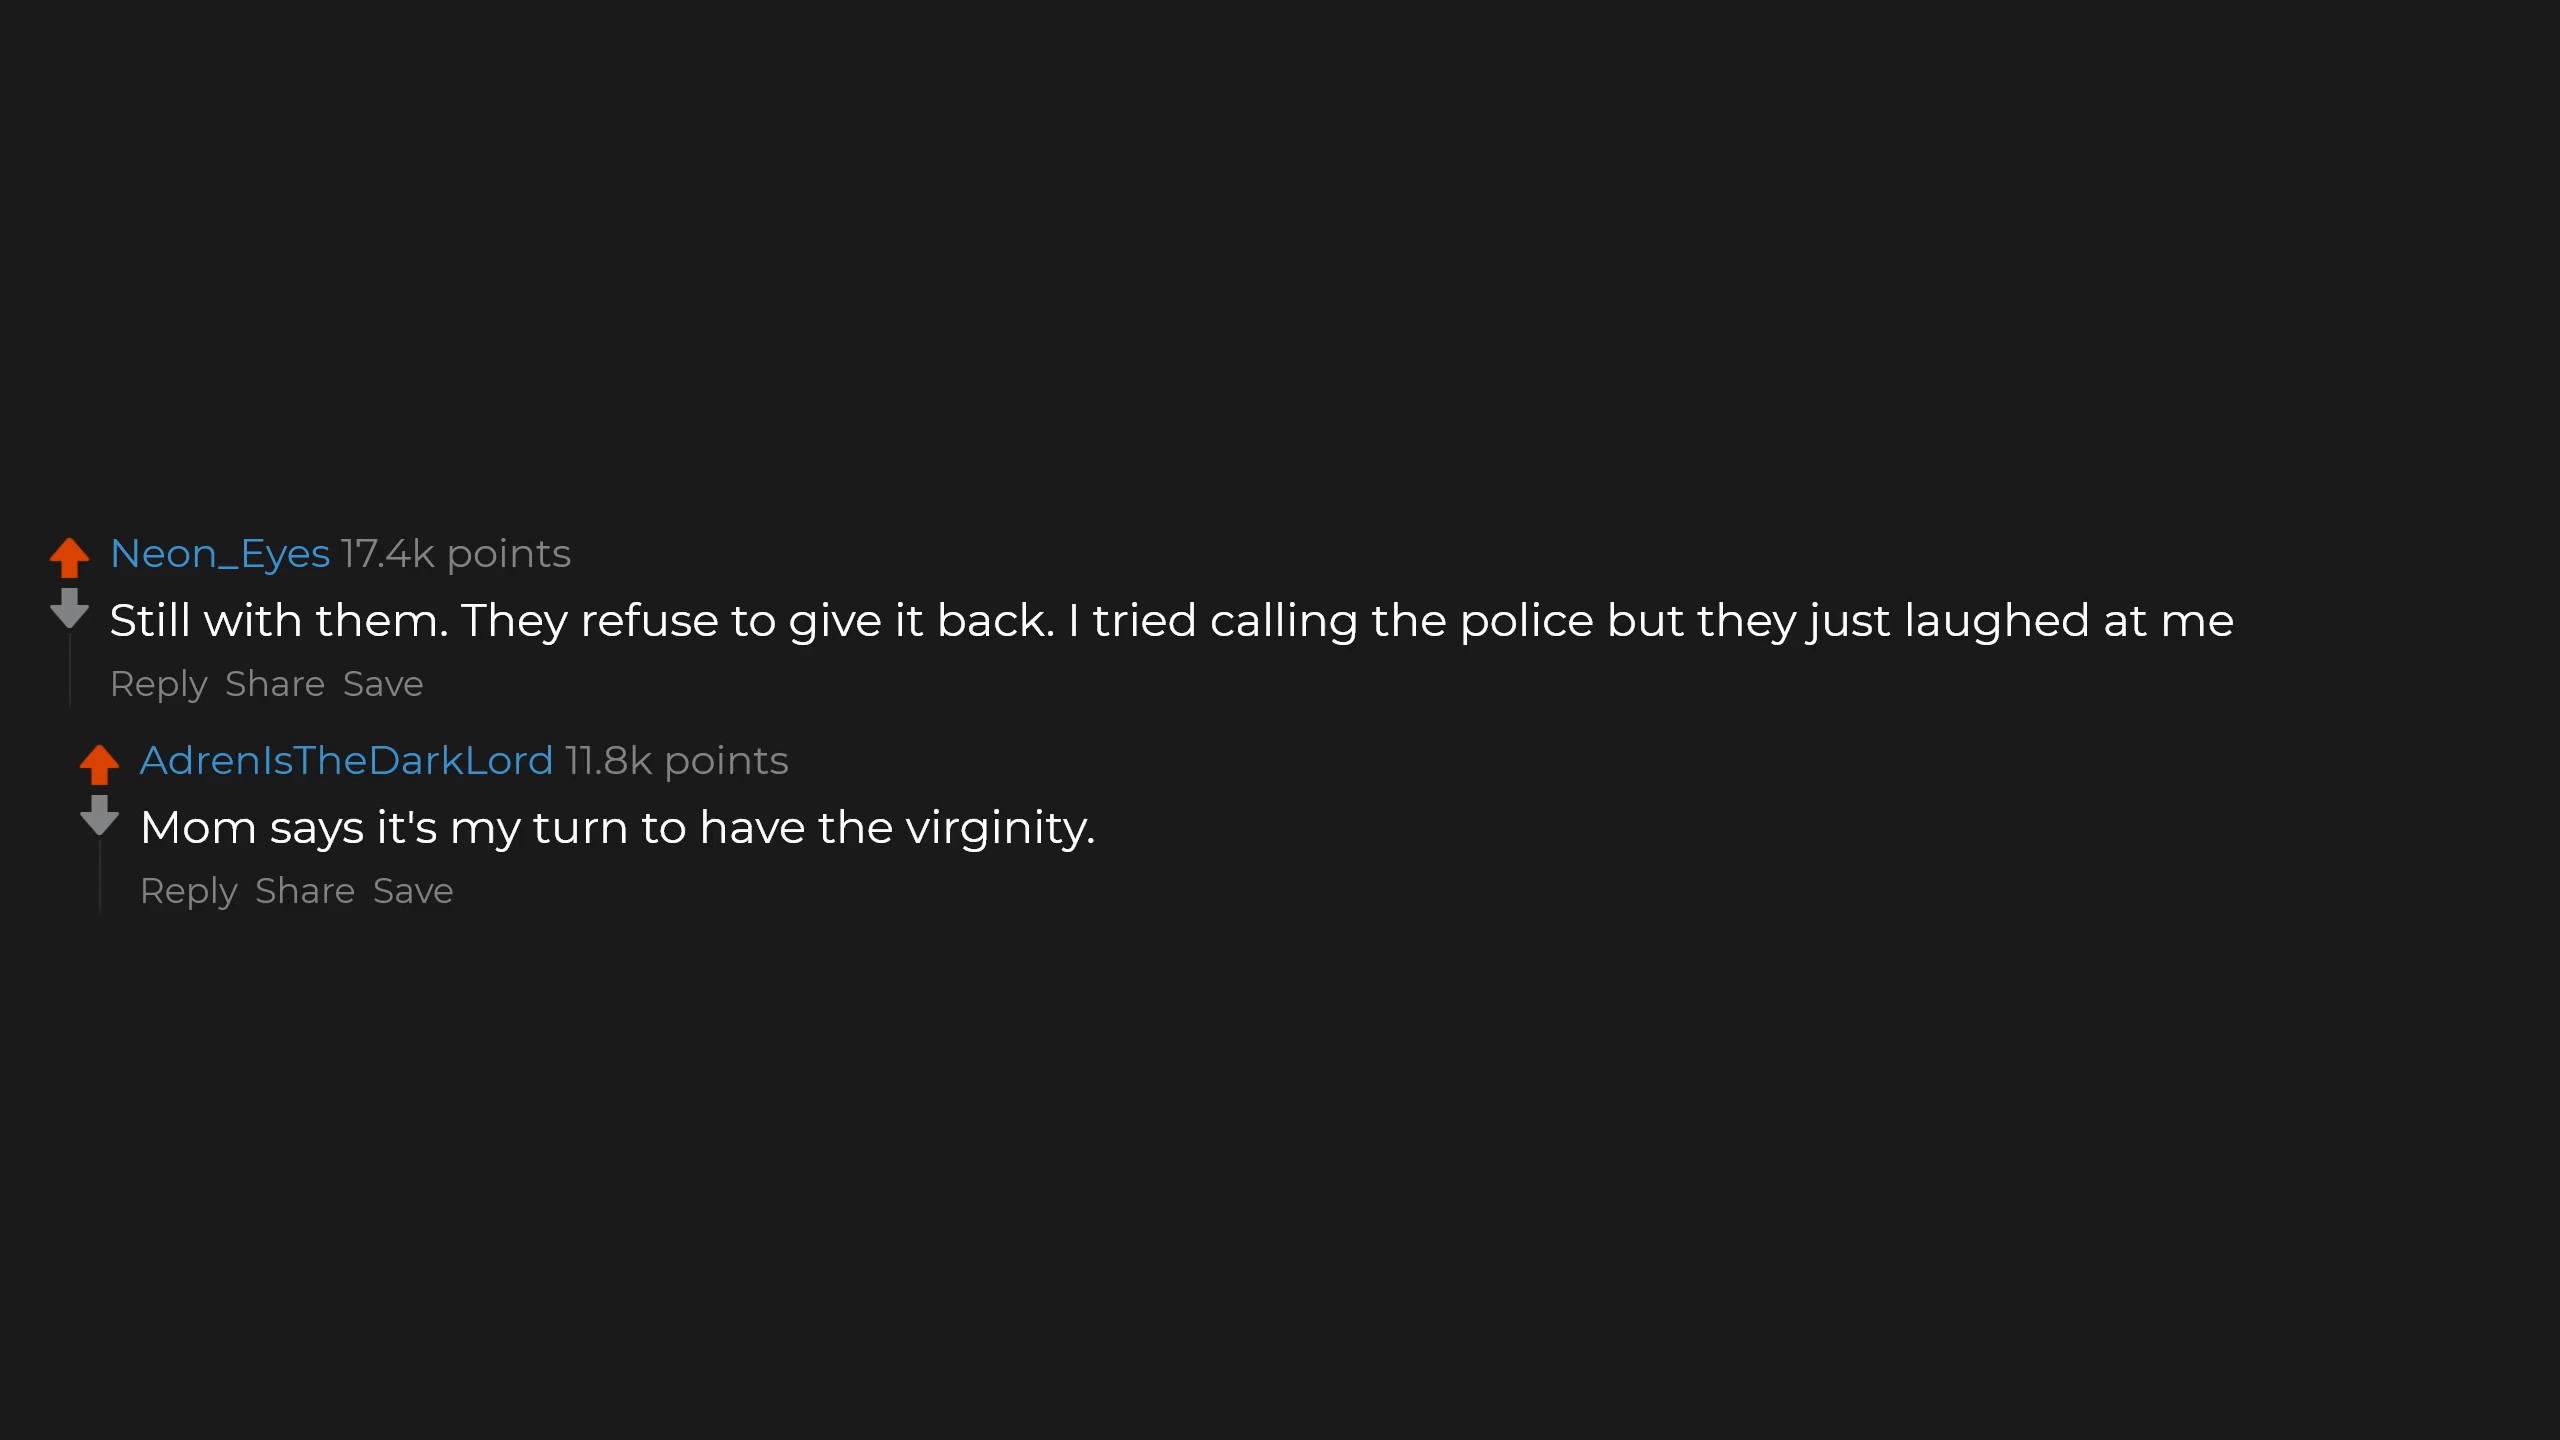 Neon_Eyes 17.4k points
Still with them. They refuse to give it back. I tried calling the police but they just laughed at me
Reply Share Save
AdrenIsTheDarkLord 11.8k points
Mom says it's my turn to have the virginity.
Reply Share Save